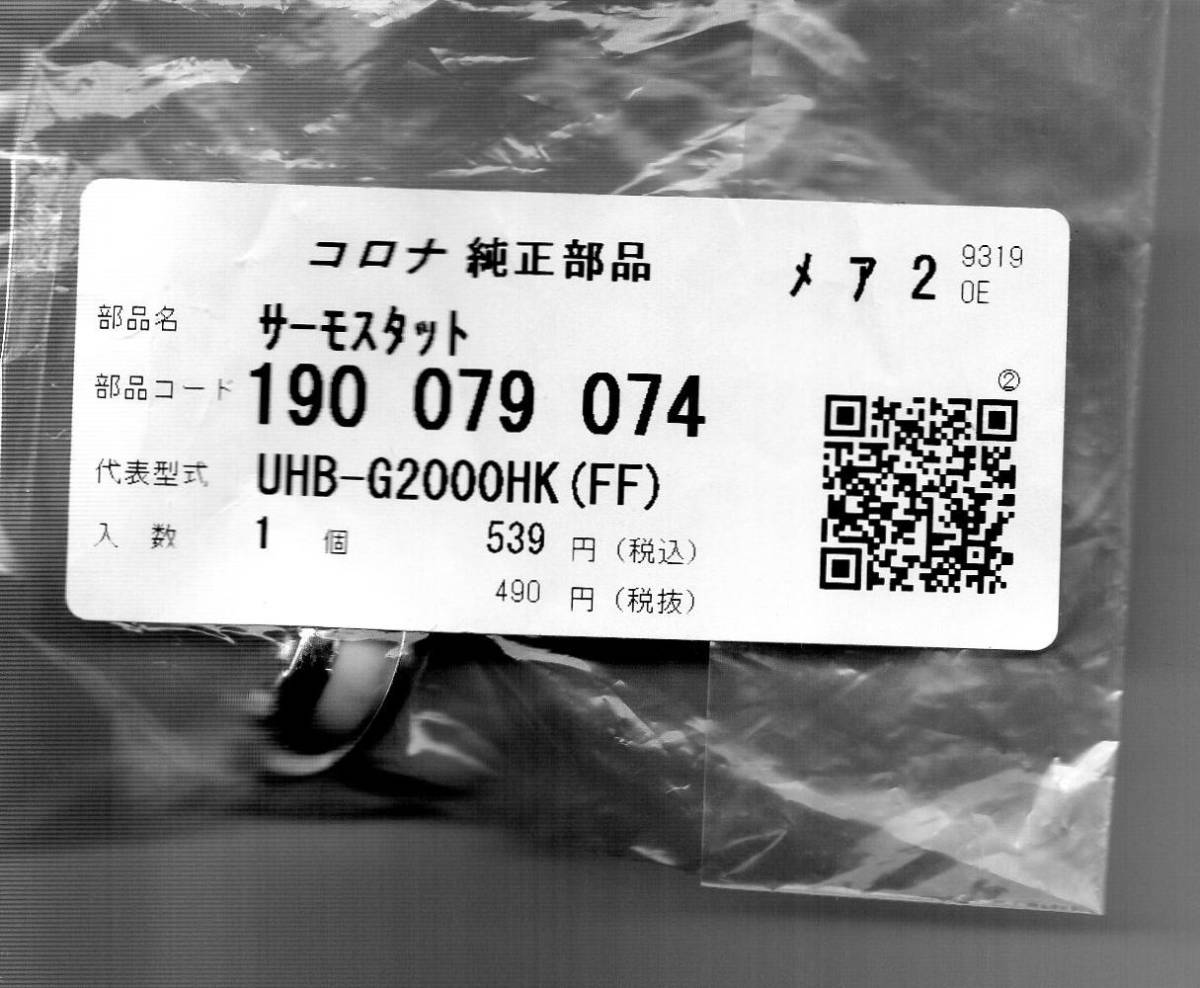 コロナ 純正部品
メア2
9319
0E
部品名 サーモスタット
部品コード 190 079 074
②
代表型式 UHB-G2000HK(FF)
入 数 1 個 539 円(税込)
490 円(税抜)